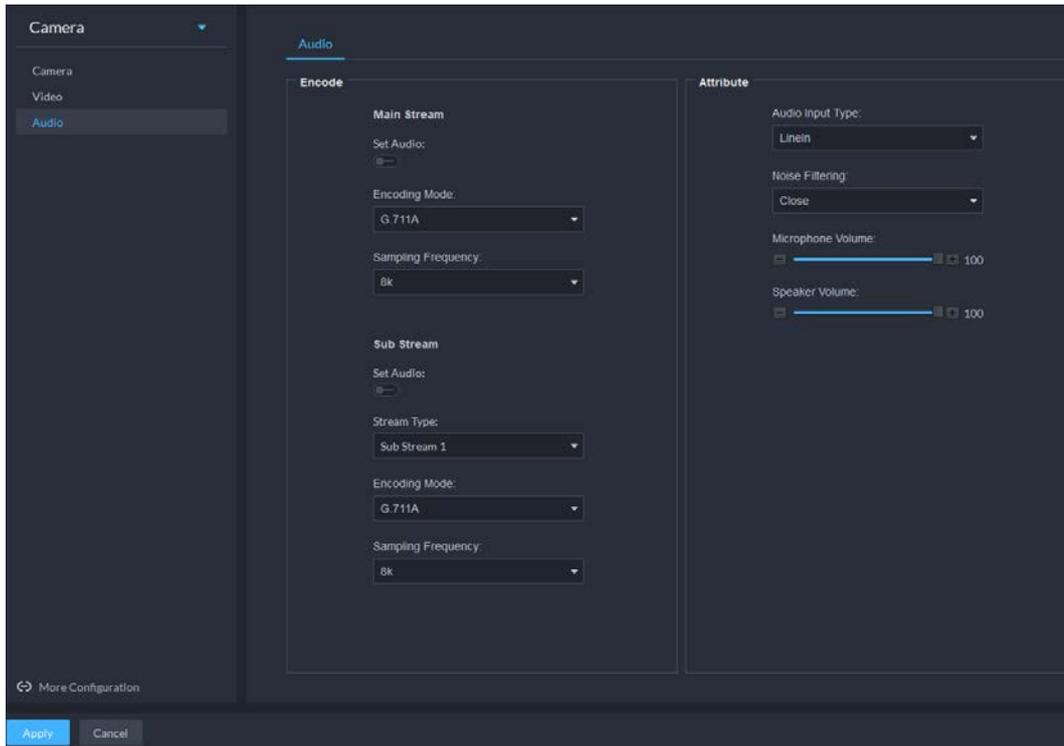 Camera
Camera
Video
Audio
More Configuration
Apply
Cancel
Audio
Encode
Main Stream
Set Audio:
Encoding Mode:
G.711A
Sampling Frequency:
8k
Sub Stream
Set Audio:
Stream Type:
Sub Stream 1
Encoding Mode:
G.711A
Sampling Frequency:
8k
Attribute
Audio Input Type:
LineIn
Noise Filtering:
Close
Microphone Volume:
100
Speaker Volume:
100